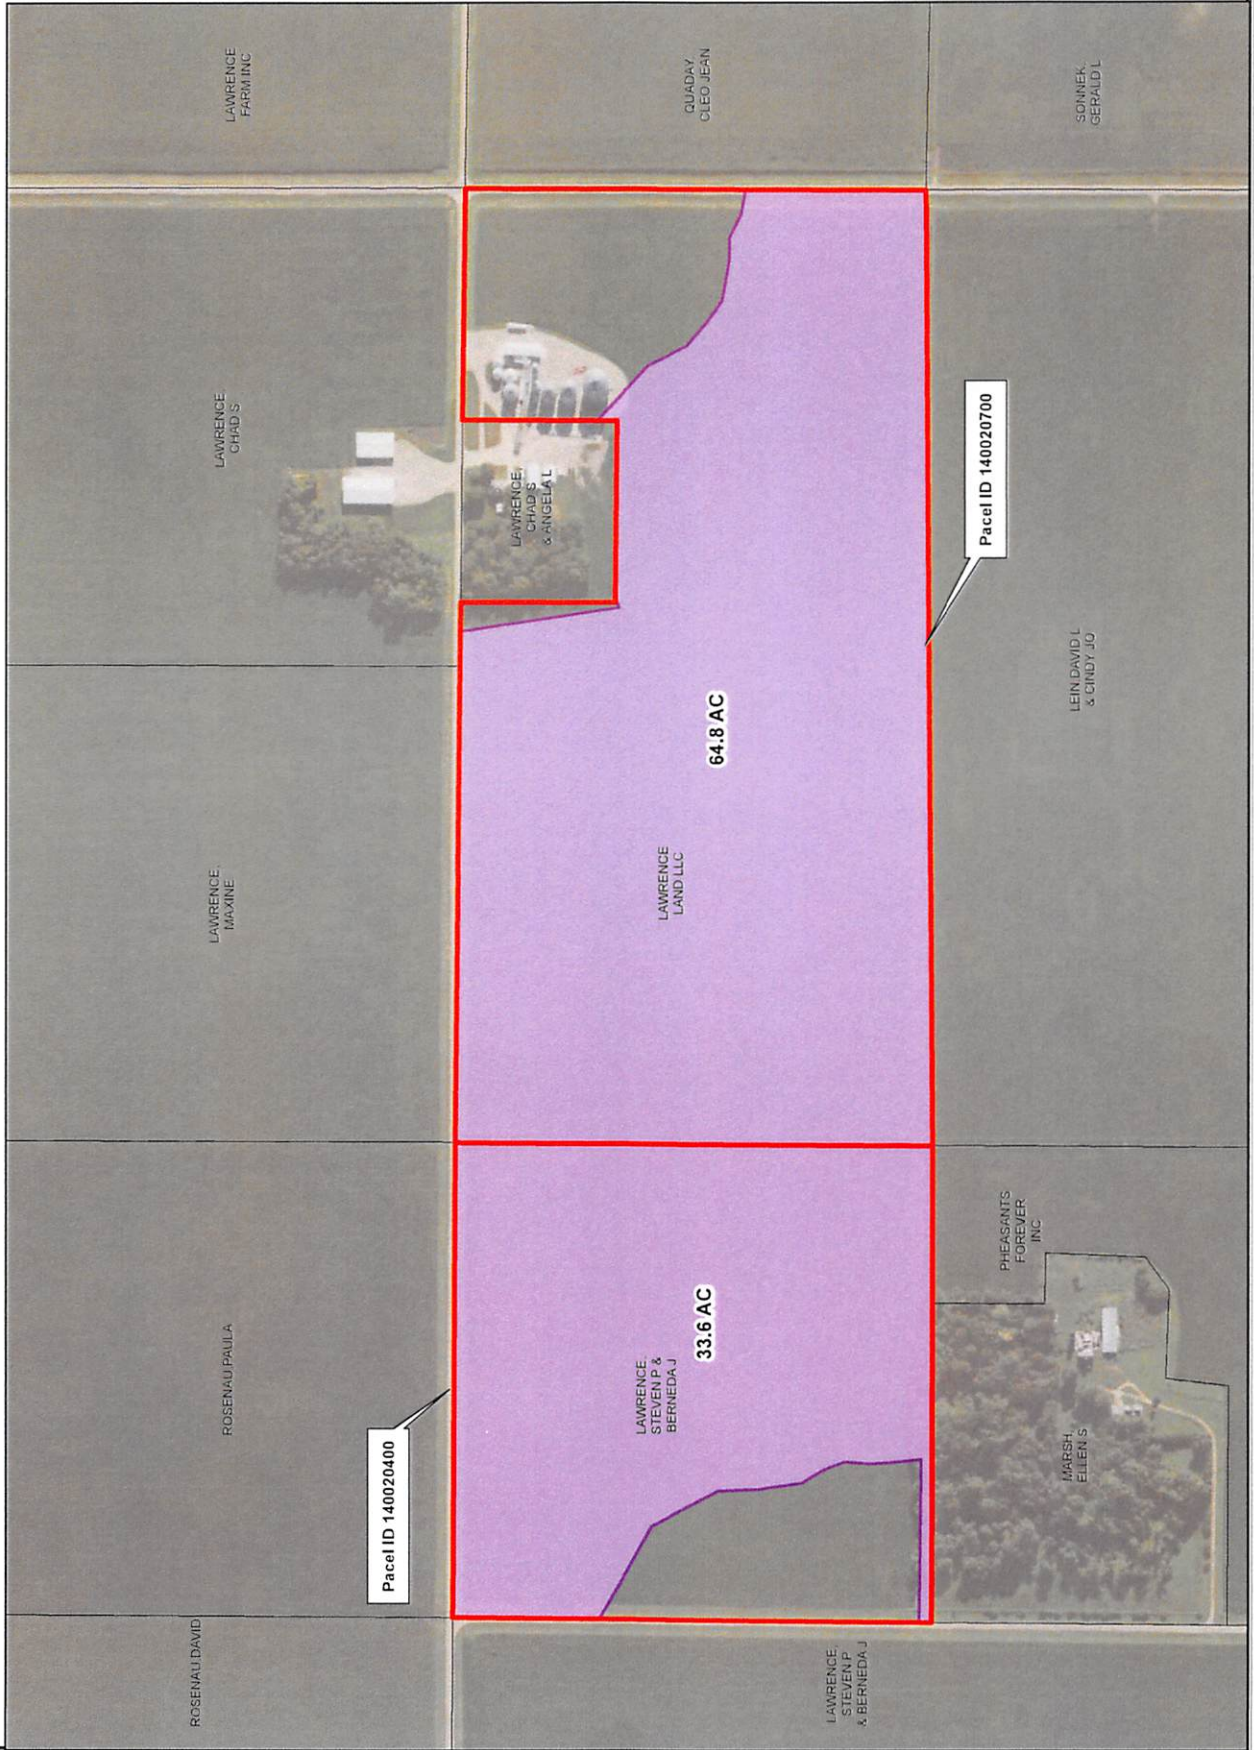 LAWRENCE
FARM INC
QUADAY,
CLEO JEAN
SONNEK,
GERALD L
LAWRENCE
CHAD S
LAWRENCE,
CHAD S
& ANGELA L
Pacel ID 140020700
LEIN,DAVID L
& CINDY JO
64.8 AC
LAWRENCE
LAND LLC
LAWRENCE,
MAXINE
PHEASANTS
FOREVER
INC
33.6 AC
LAWRENCE,
STEVEN P &
BERNEDA J
ROSENAU,PAULA
MARSH,
ELLEN S
Pacel ID 140020400
ROSENAU,DAVID
LAWRENCE,
STEVEN P
& BERNEDA J